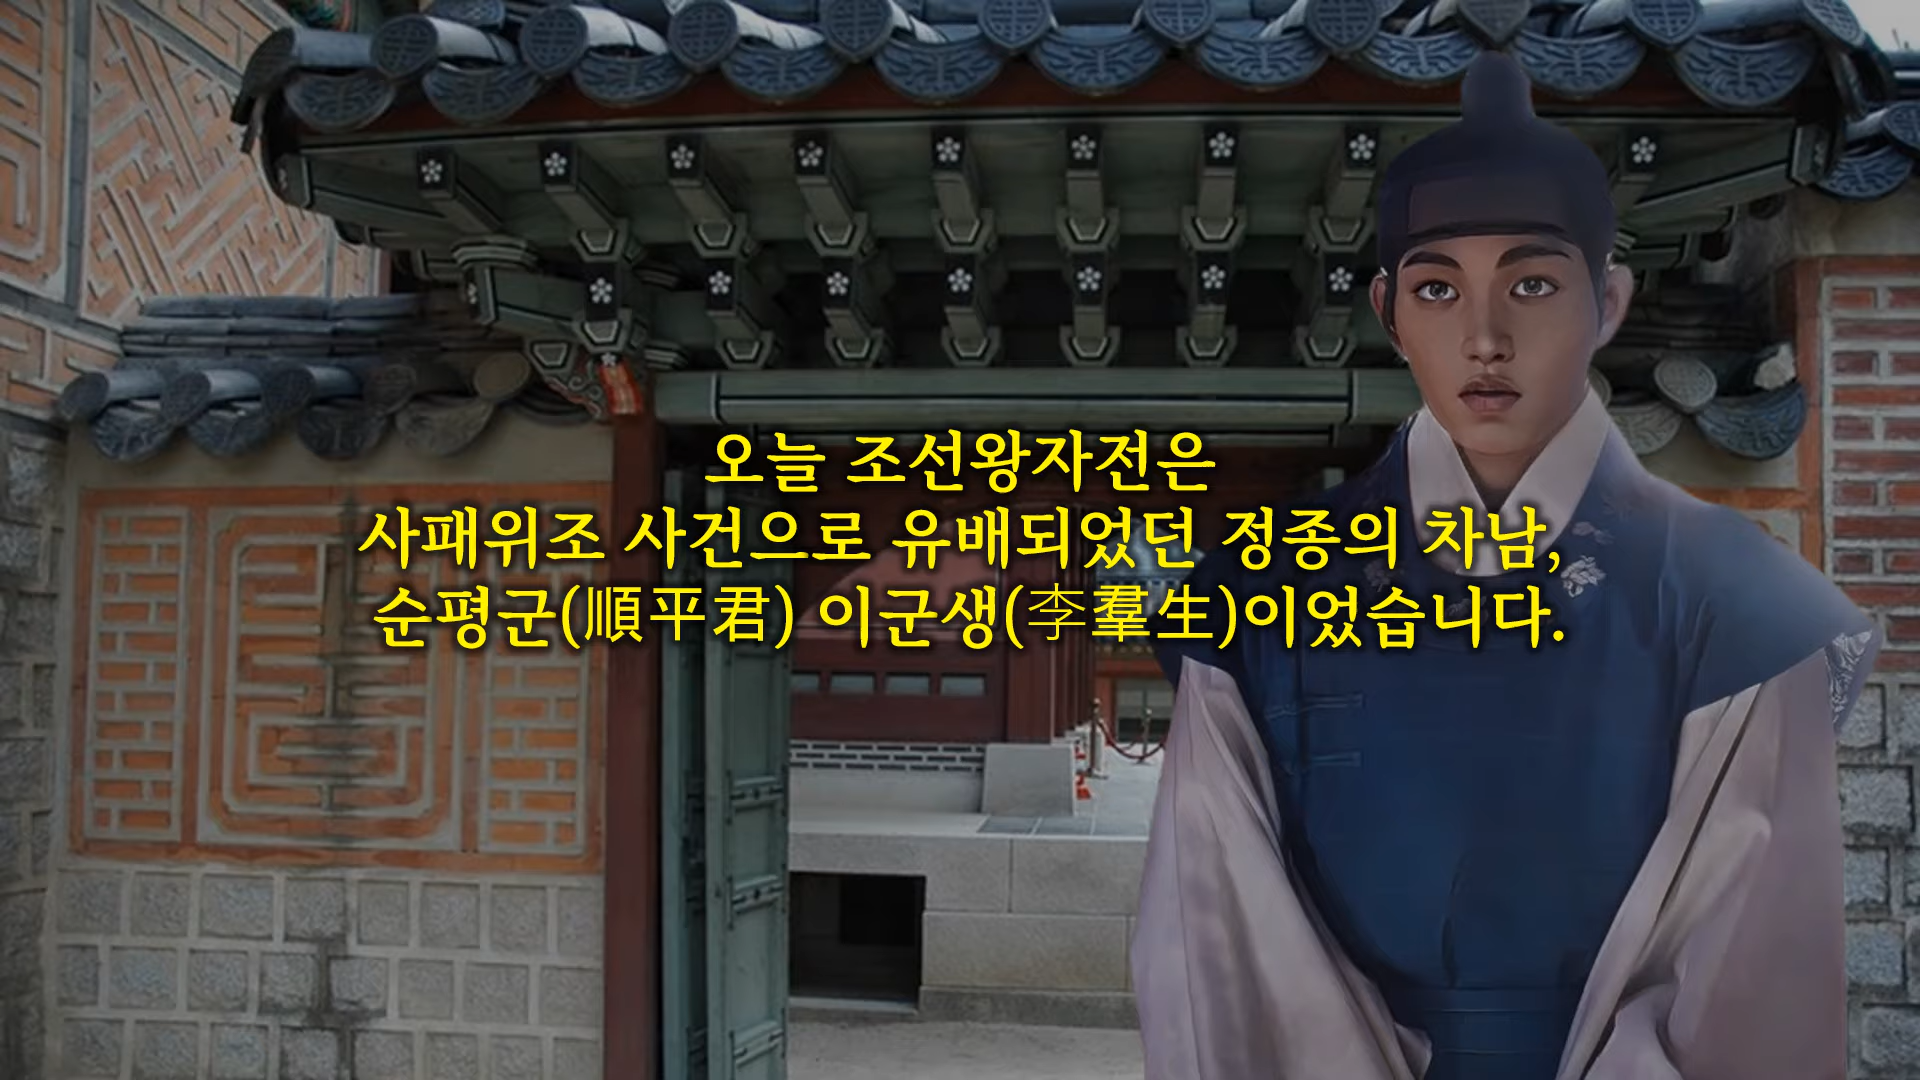 오늘 조선왕자전은
사패위조 사건으로 유배되었던 정종의 차남,
순평군(順平君) 이군생(李羣生)이었습니다.